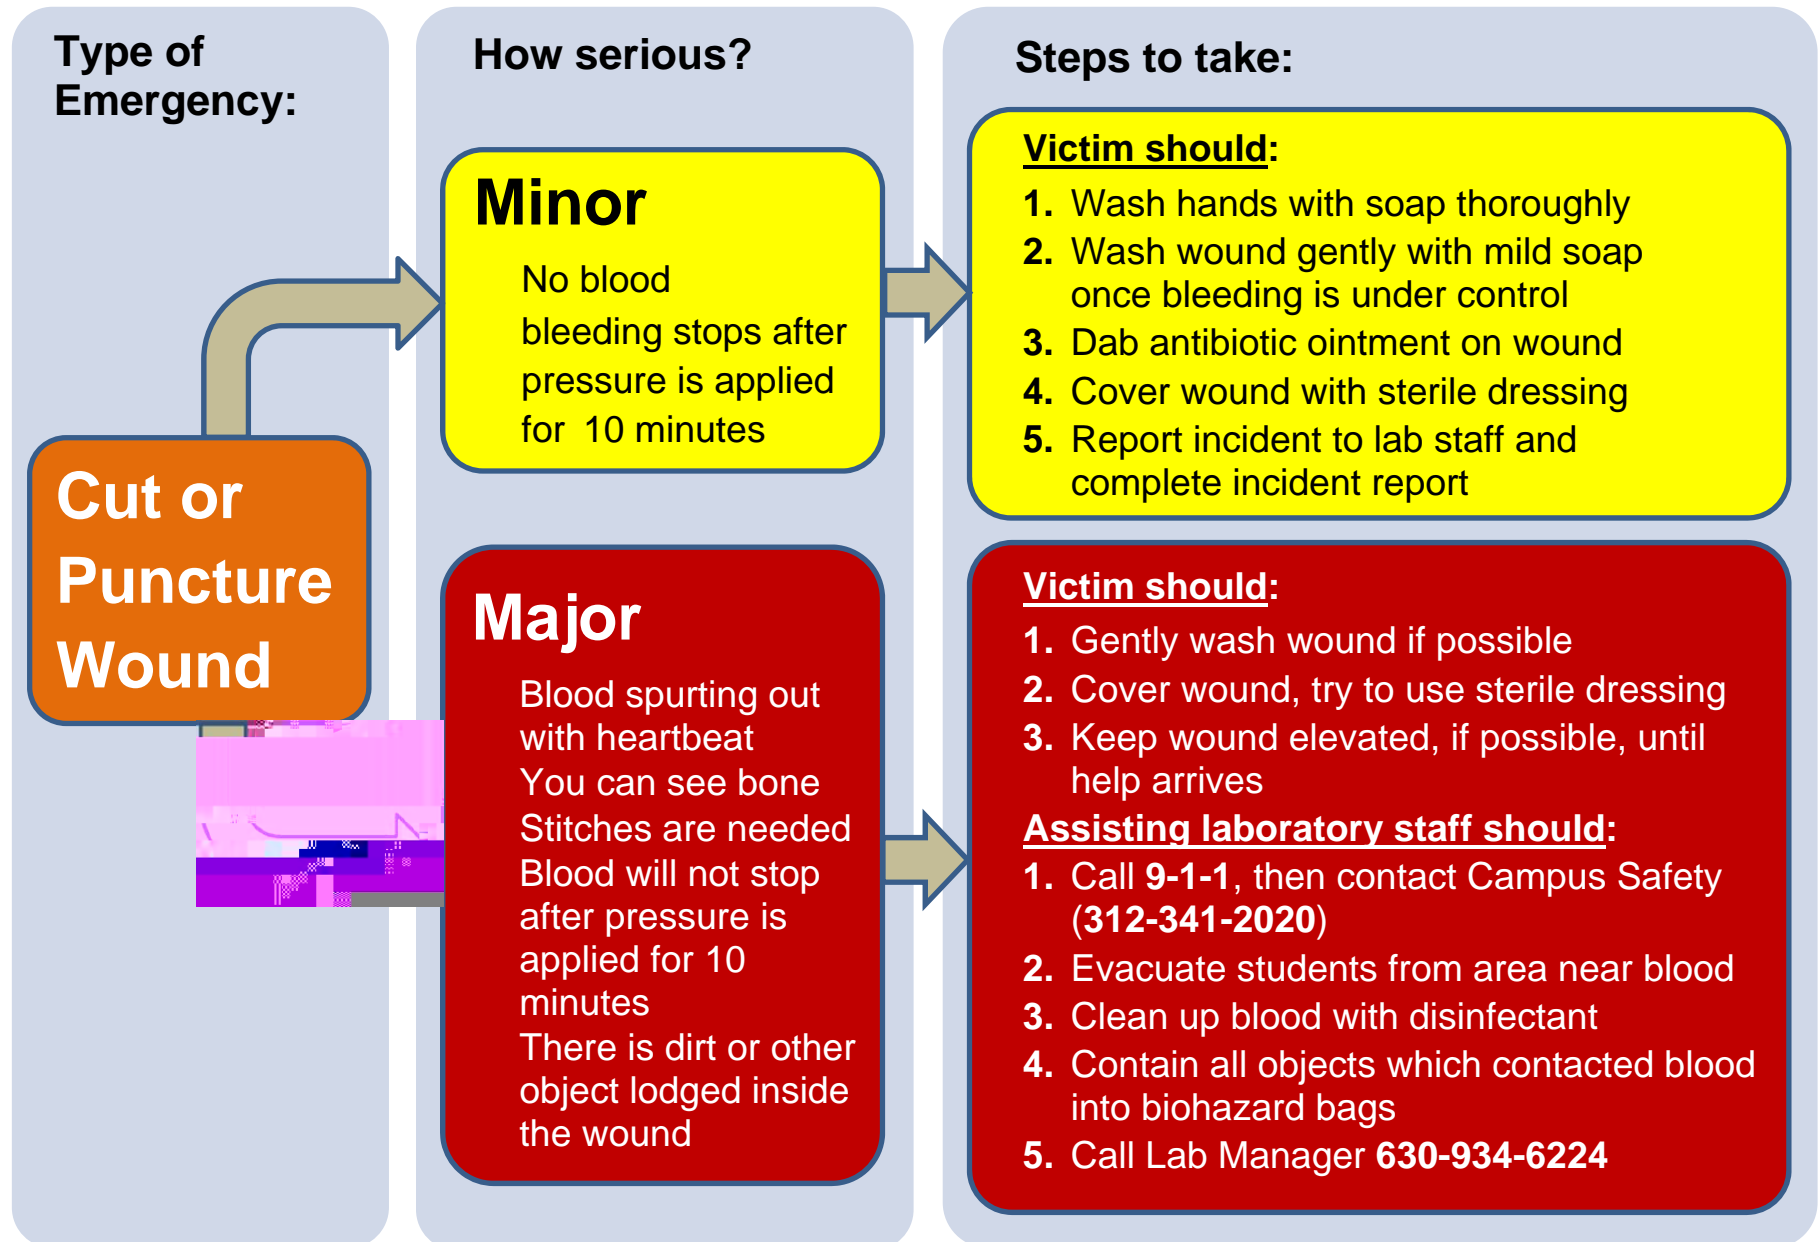 Type of
Emergency:
Cut or
Puncture
Wound
How serious?
Minor
No blood
bleeding stops after
pressure is applied
for 10 minutes
Major
Blood spurting out
with heartbeat
You can see bone
Stitches are needed
Blood will not stop
after pressure is
applied for 10
minutes
There is dirt or other
object lodged inside
the wound
Steps to take:
Victim should:
1. Wash hands with soap thoroughly
2. Wash wound gently with mild soap
once bleeding is under control
3. Dab antibiotic ointment on wound
4. Cover wound with sterile dressing
5. Report incident to lab staff and
complete incident report
Victim should:
1. Gently wash wound if possible
2. Cover wound, try to use sterile dressing
3. Keep wound elevated, if possible, until
help arrives
Assisting laboratory staff should:
1. Call 9-1-1, then contact Campus Safety
(312-341-2020)
2. Evacuate students from area near blood
3. Clean up blood with disinfectant
4. Contain all objects which contacted blood
into biohazard bags
5. Call Lab Manager 630-934-6224